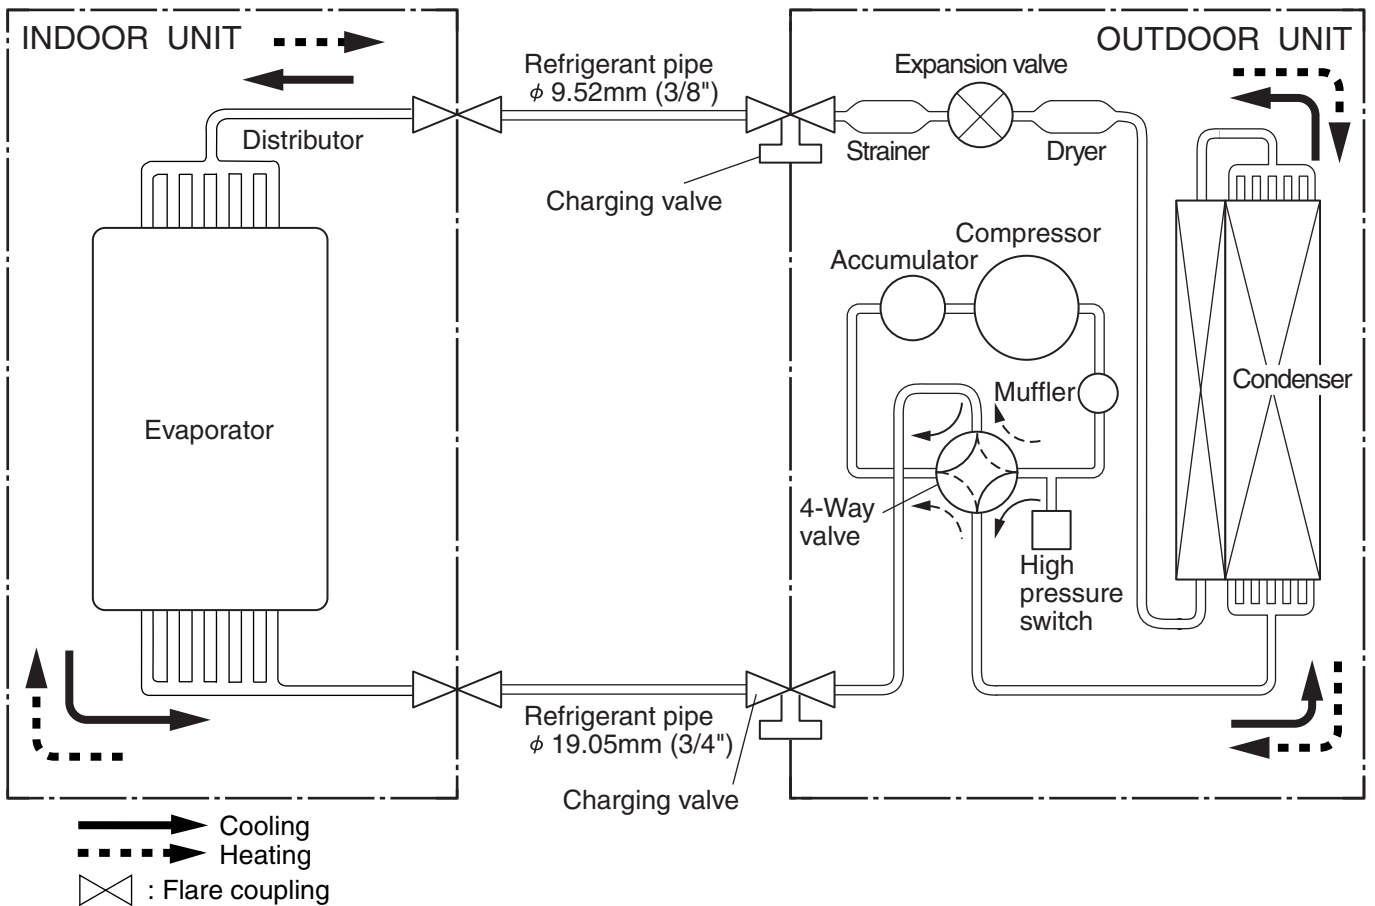 INDOOR UNIT
OUTDOOR UNIT
Refrigerant pipe
φ 9.52mm (3/8")
Expansion valve
Distributor
Strainer
Dryer
Charging valve
Compressor
Accumulator
Condenser
Muffler
Evaporator
4-Way
valve
High
pressure
switch
Refrigerant pipe
φ 19.05mm (3/4")
Charging valve
Cooling
Heating
: Flare coupling